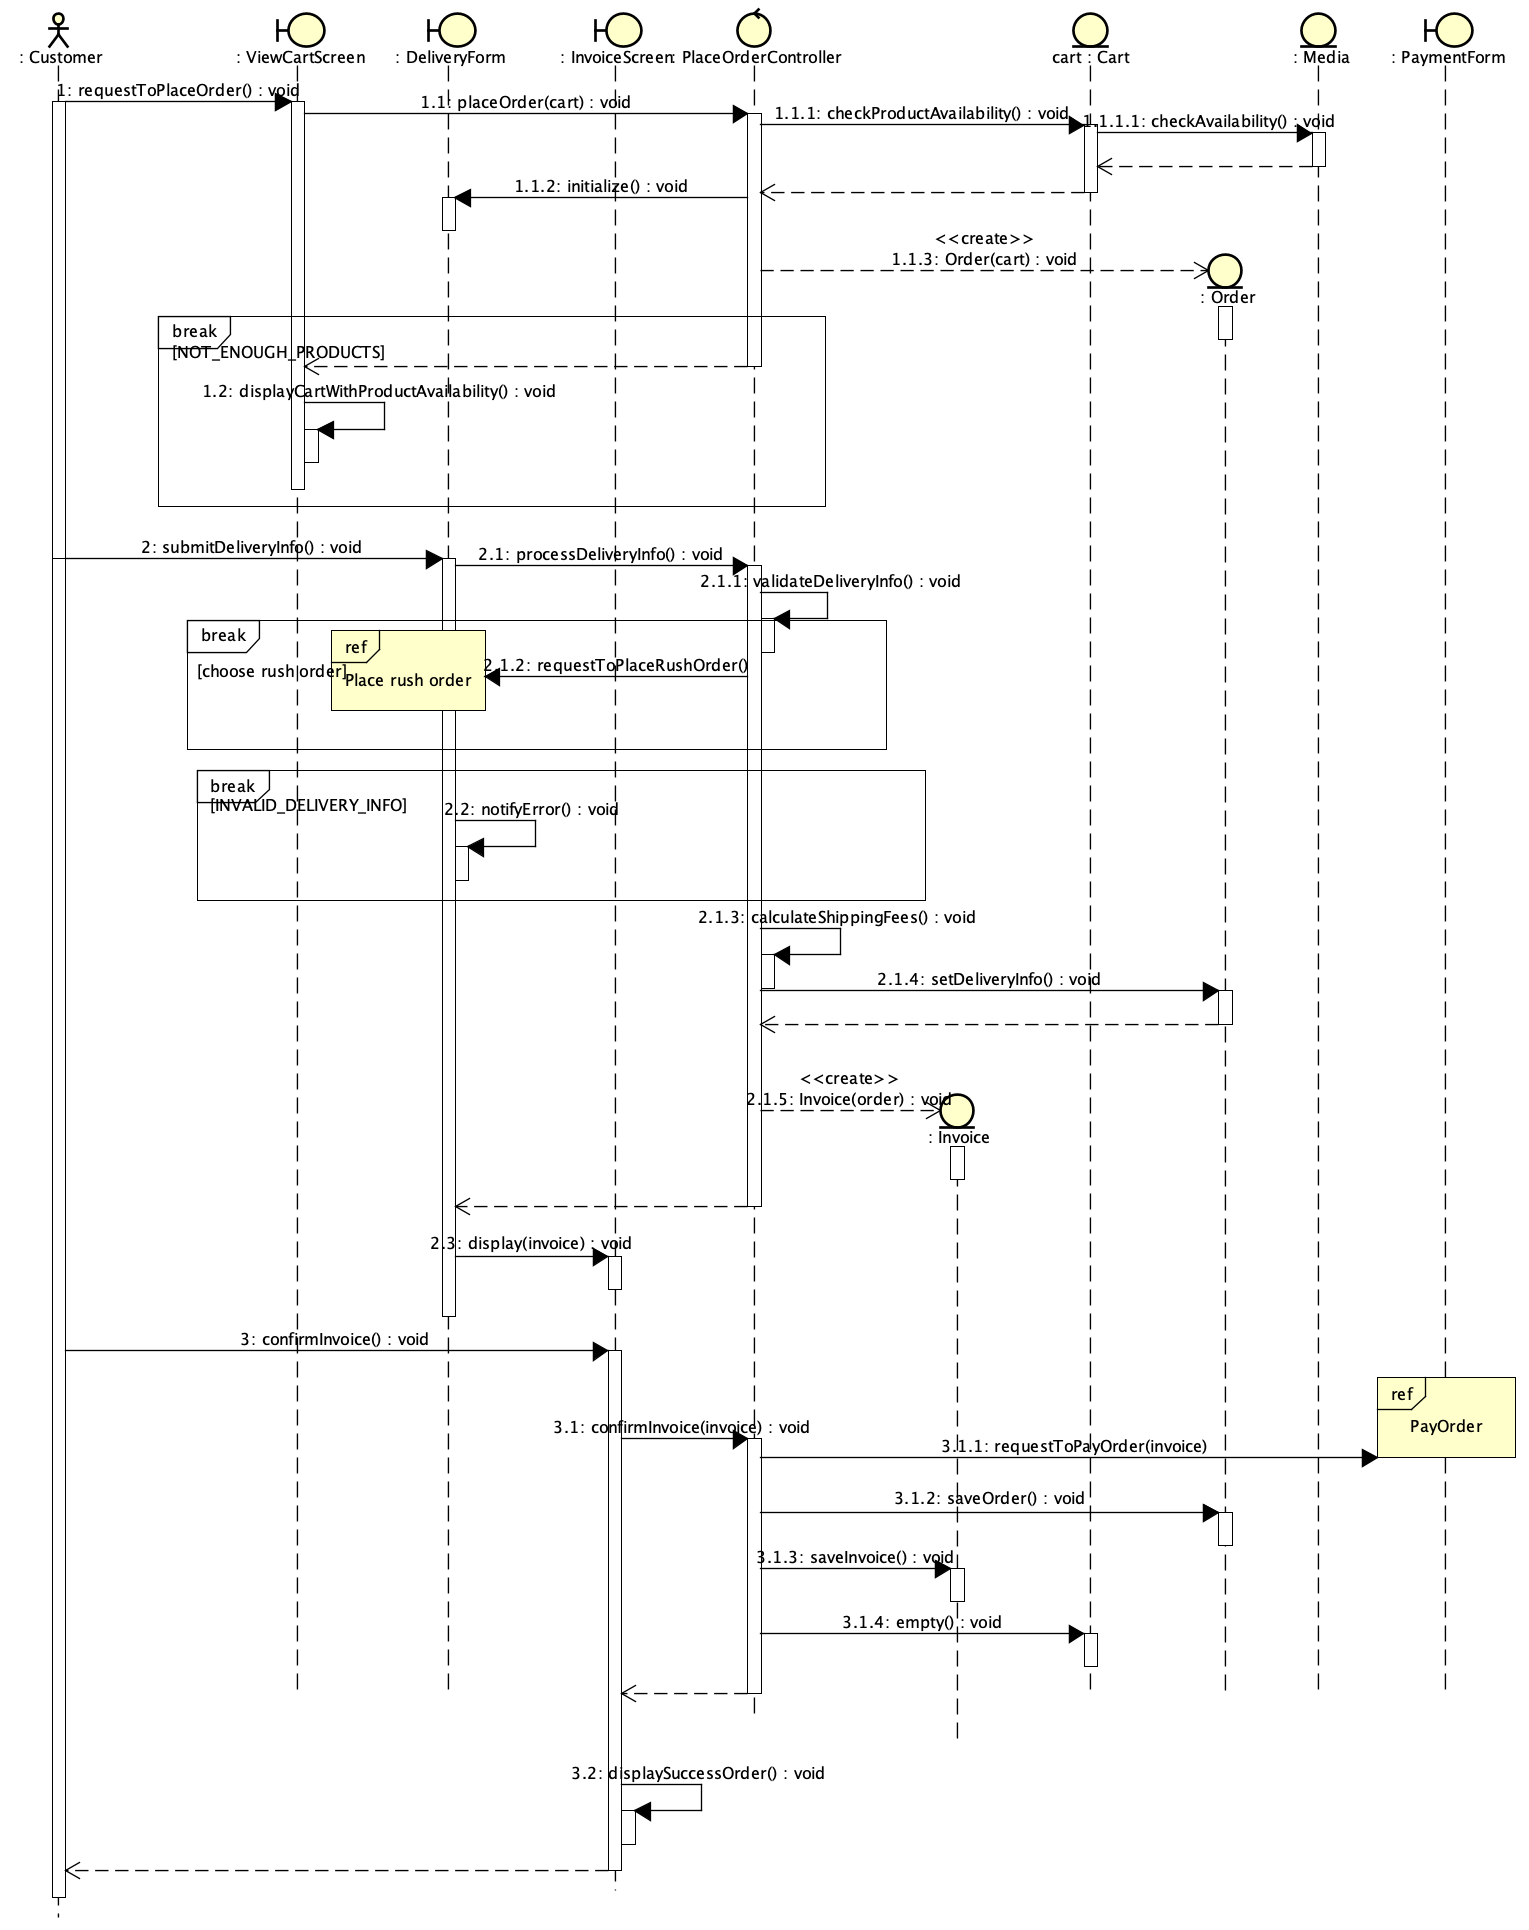 : Customer
: ViewCartScreen
: DeliveryForm
: InvoiceScreen
: PlaceOrderController
cart : Cart
: Media
: PaymentForm
1: requestToPlaceOrder() : void
1.1: placeOrder(cart) : void
1.1.1: checkProductAvailability() : void
1.1.1.1: checkAvailability() : void
1.1.2: initialize() : void
<<create>>
1.1.3: Order(cart) : void
: Order
break
[NOT_ENOUGH_PRODUCTS]
1.2: displayCartWithProductAvailability() : void
2: submitDeliveryInfo() : void
2.1: processDeliveryInfo() : void
2.1.1: validateDeliveryInfo() : void
break
[choose rush order]
ref
Place rush order
2.1.2: requestToPlaceRushOrder()
break
[INVALID_DELIVERY_INFO]
2.2: notifyError() : void
2.1.3: calculateShippingFees() : void
2.1.4: setDeliveryInfo() : void
<<create>>
2.1.5: Invoice(order) : void
: Invoice
2.3: display(invoice) : void
3: confirmInvoice() : void
ref
PayOrder
3.1: confirmInvoice(invoice) : void
3.1.1: requestToPayOrder(invoice)
3.1.2: saveOrder() : void
3.1.3: saveInvoice() : void
3.1.4: empty() : void
3.2: displaySuccessOrder() : void